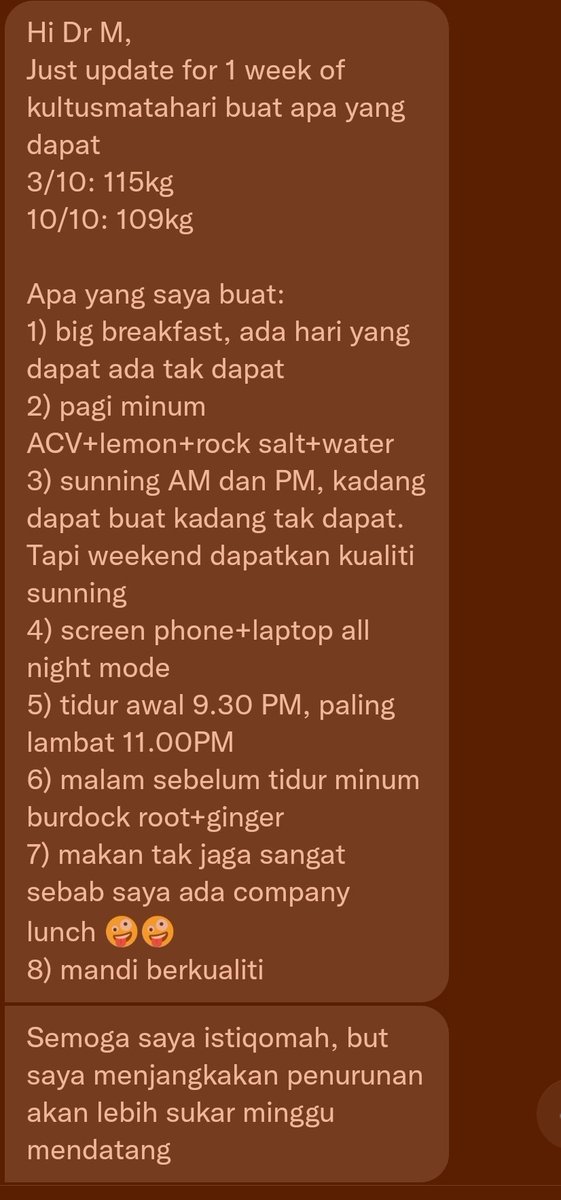 Hi Dr M,
Just update for 1 week of
kultusmatahari buat apa yang
dapat
3/10: 115kg
10/10: 109kg
Apa yang saya buat:
1) big breakfast, ada hari yang
dapat ada tak dapat
2) pagi minum
ACV+lemon+rock salt+water
3) sunning AM dan PM, kadang
dapat buat kadang tak dapat.
Tapi weekend dapatkan kualiti
sunning
4) screen phone+laptop all
night mode
5) tidur awal 9.30 PM, paling
lambat 11.00PM
6) malam sebelum tidur minum
burdock root+ginger
7) makan tak jaga sangat
sebab saya ada company
lunch 🤪🤪
8) mandi berkualiti
Semoga saya istiqomah, but
saya menjangkakan penurunan
akan lebih sukar minggu
mendatang